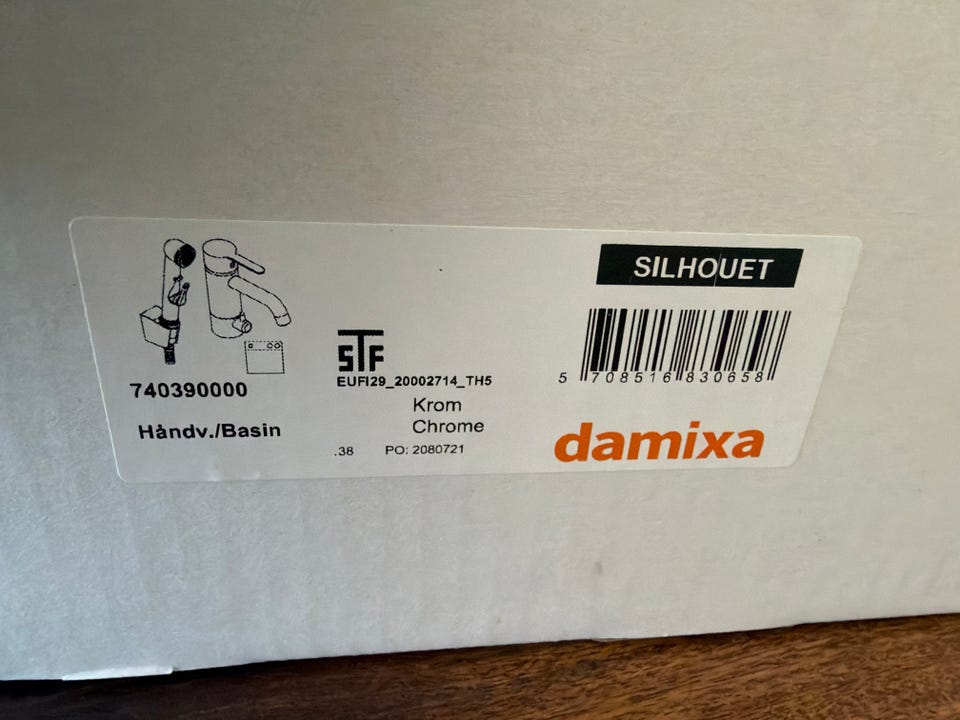 SILHOUET
5 708516 830658
STF
EUFI29_20002714_TH5
740390000
Krom
Chrome
Håndv./Basin
.38 PO: 2080721
damixa